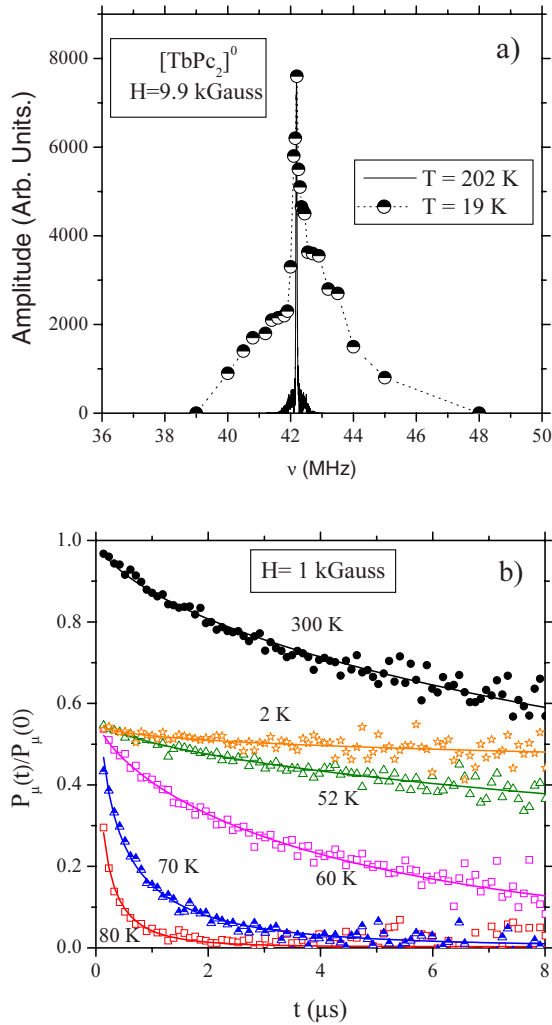 a)
[TbPc₂]⁰
H=9.9 kGauss
T = 202 K
T = 19 K
Amplitude (Arb. Units.)
8000
6000
4000
2000
0
36 38 40 42 44 46 48 50
ν (MHz)
b)
H= 1 kGauss
300 K
2 K
52 K
60 K
70 K
80 K
P_μ(t)/P_μ(0)
1.0
0.8
0.6
0.4
0.2
0.0
0 2 4 6 8
t (μs)